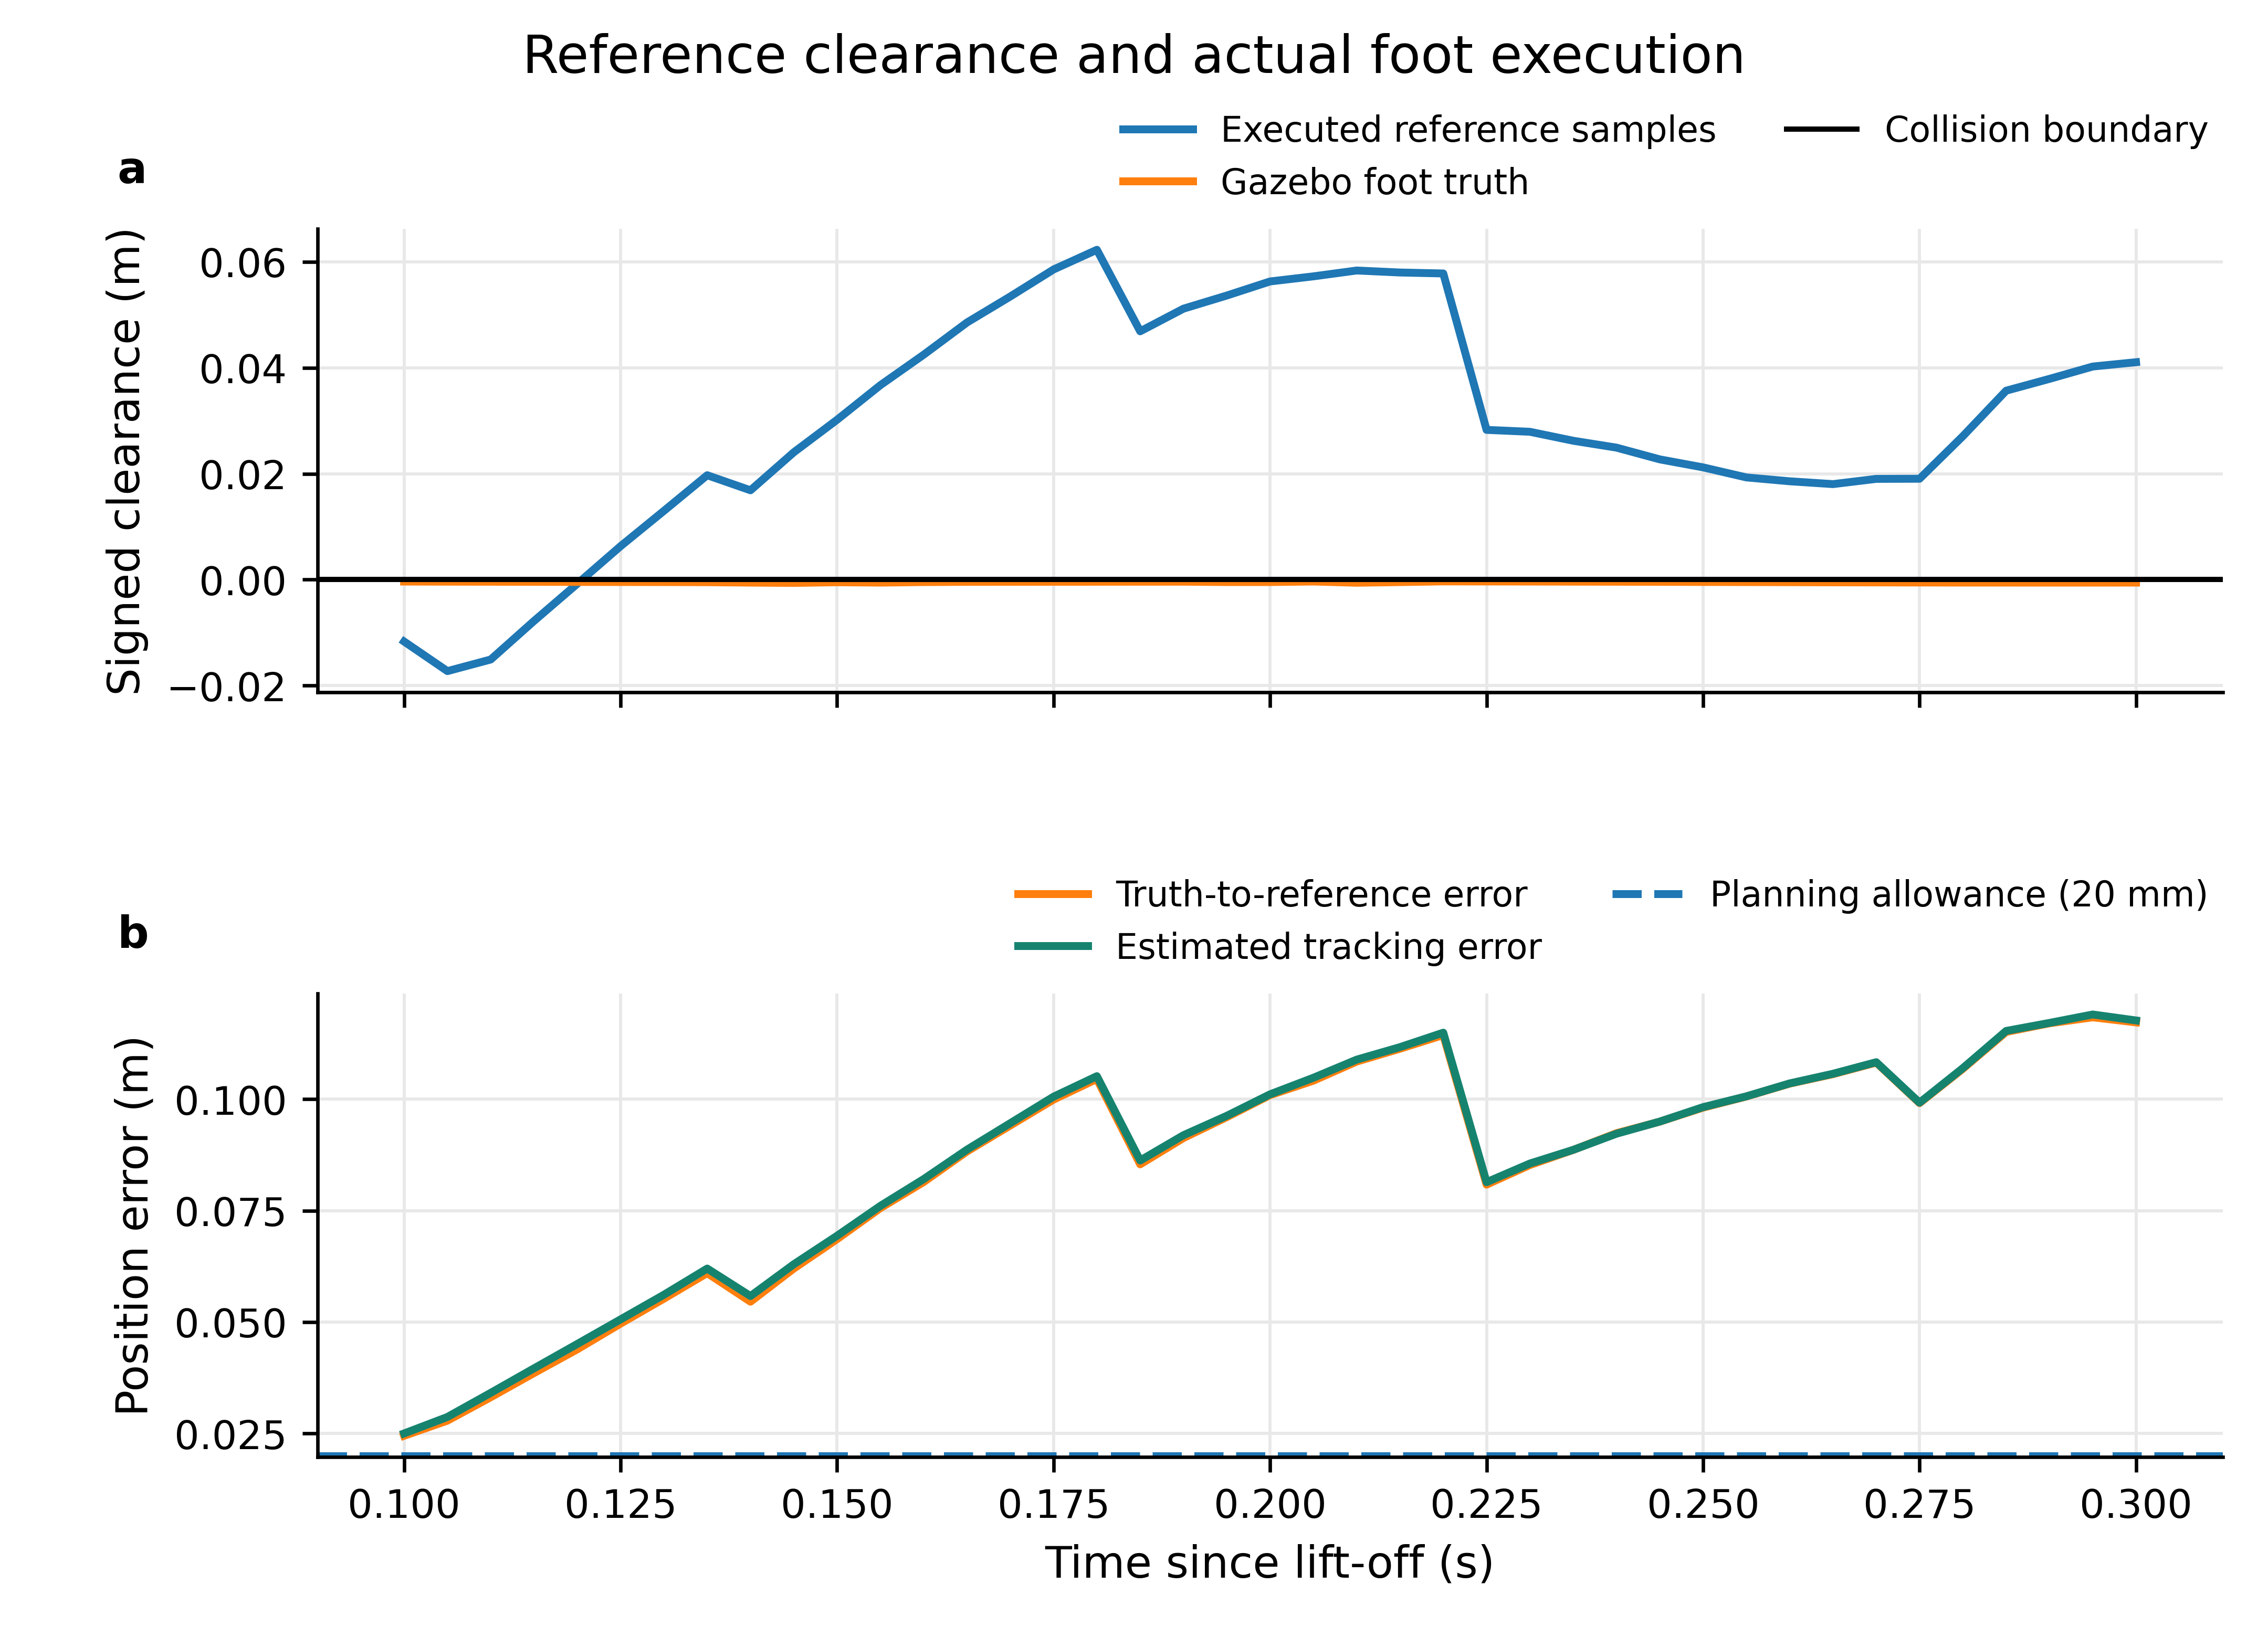 Reference clearance and actual foot execution
a
Executed reference samples
Gazebo foot truth
Collision boundary
Signed clearance (m)
0.06
0.04
0.02
0.00
−0.02
b
Truth-to-reference error
Estimated tracking error
Planning allowance (20 mm)
Position error (m)
0.100
0.075
0.050
0.025
0.100 0.125 0.150 0.175 0.200 0.225 0.250 0.275 0.300
Time since lift-off (s)